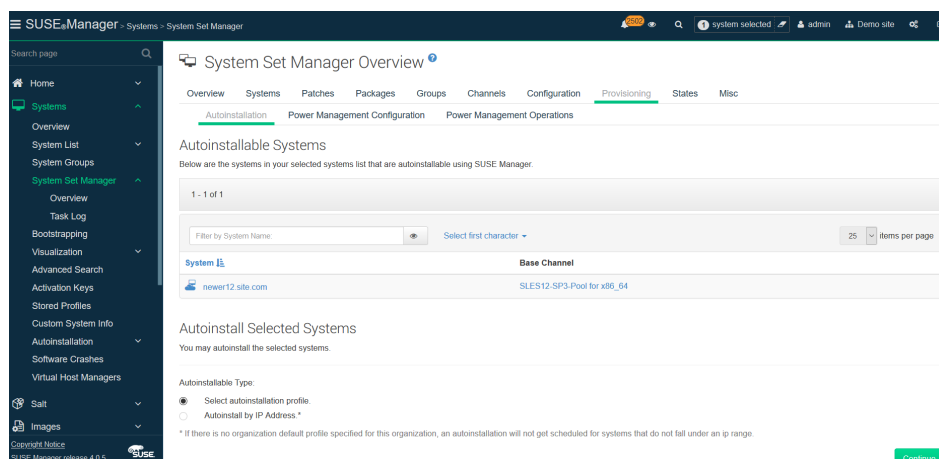 SUSE®Manager > Systems > System Set Manager
2502
1 system selected
admin
Demo site
Search page
Home
Systems
Overview
System List
System Groups
System Set Manager
Overview
Task Log
Bootstrapping
Visualization
Advanced Search
Activation Keys
Stored Profiles
Custom System Info
Autoinstallation
Software Crashes
Virtual Host Managers
Salt
Images
Copyright Notice
SUSE Manager release 4.0.5
SUSE
System Set Manager Overview ?
Overview Systems Patches Packages Groups Channels Configuration Provisioning States Misc
Autoinstallation Power Management Configuration Power Management Operations
Autoinstallable Systems
Below are the systems in your selected systems list that are autoinstallable using SUSE Manager.
1 - 1 of 1
Filter by System Name:
Select first character
25 items per page
System Base Channel
newer12.site.com SLES12-SP3-Pool for x86_64
Autoinstall Selected Systems
You may autoinstall the selected systems.
Autoinstallable Type:
Select autoinstallation profile.
Autoinstall by IP Address.*
* If there is no organization default profile specified for this organization, an autoinstallation will not get scheduled for systems that do not fall under an ip range.
Continue